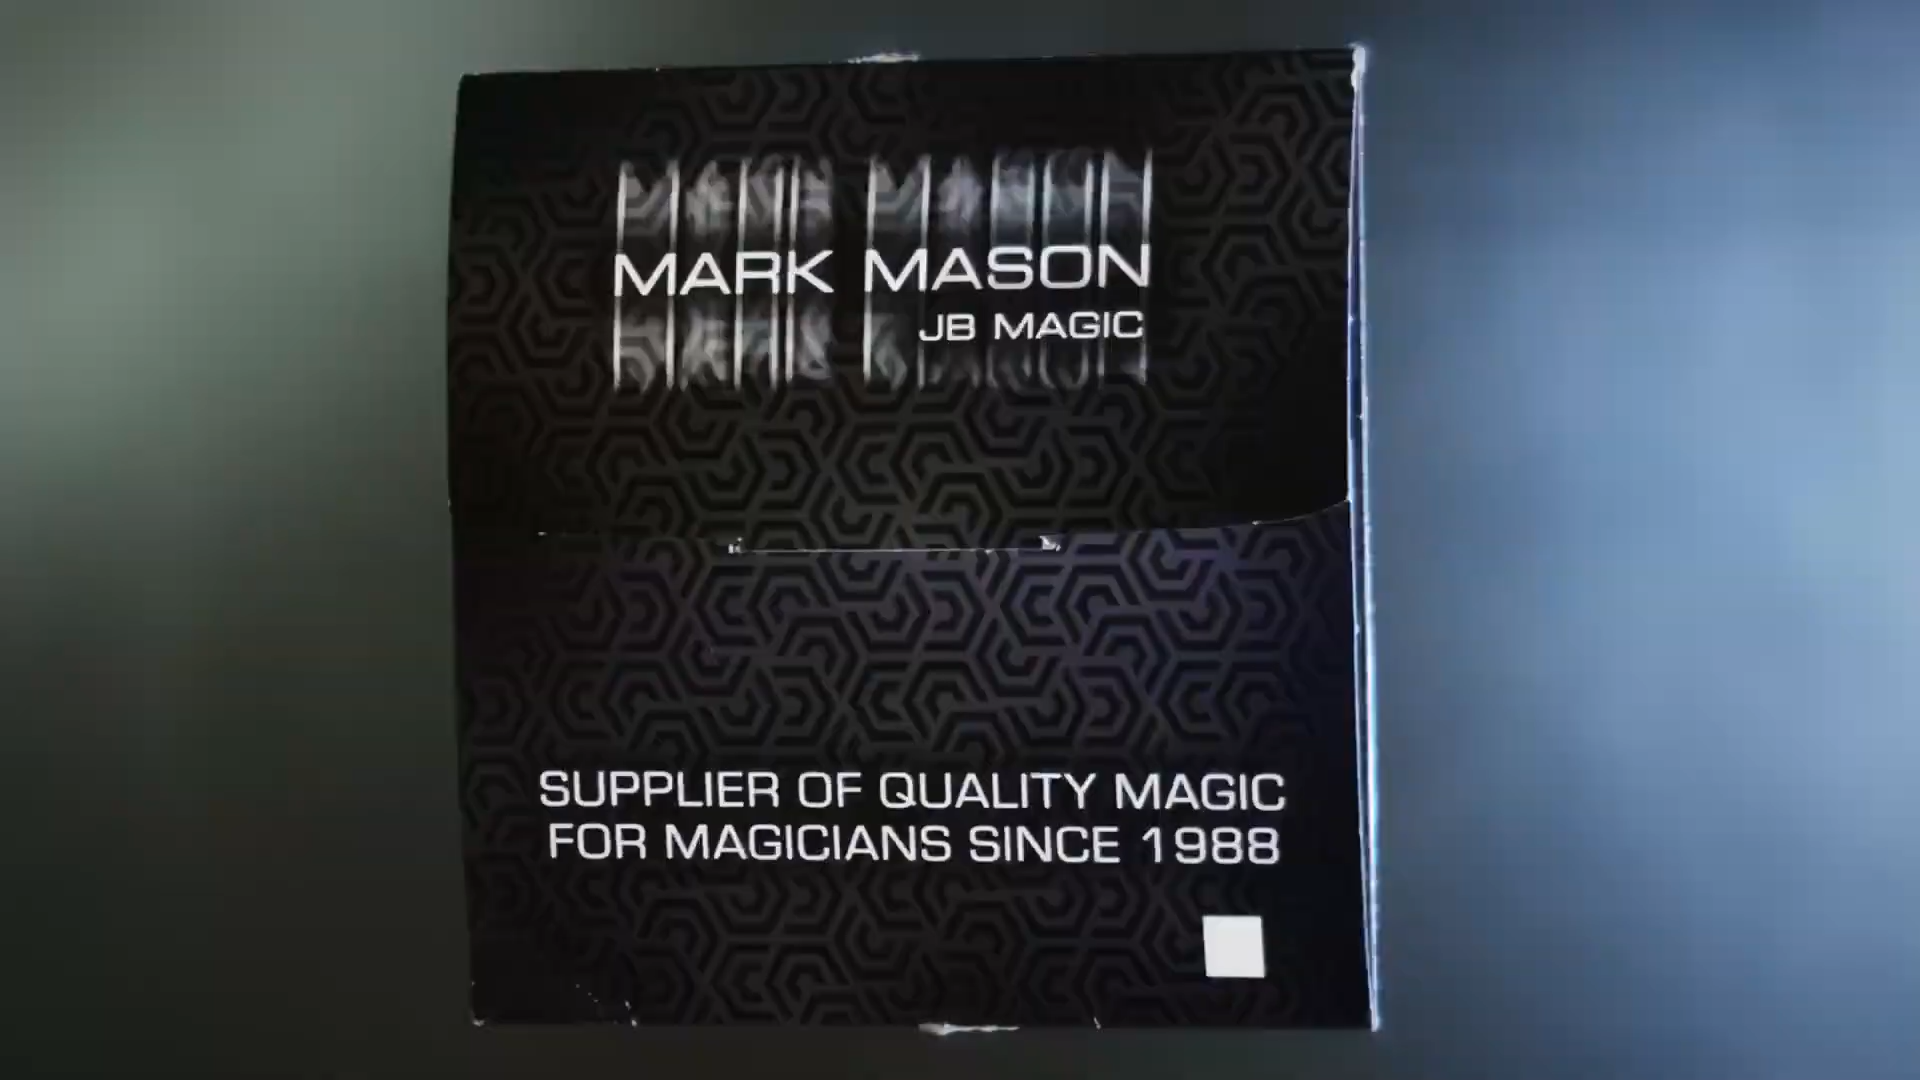 MARK MASON
JB MAGIC
SUPPLIER OF QUALITY MAGIC
FOR MAGICIANS SINCE 1988